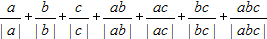 a/|a| + b/|b| + c/|c| + ab/|ab| + ac/|ac| + bc/|bc| + abc/|abc|